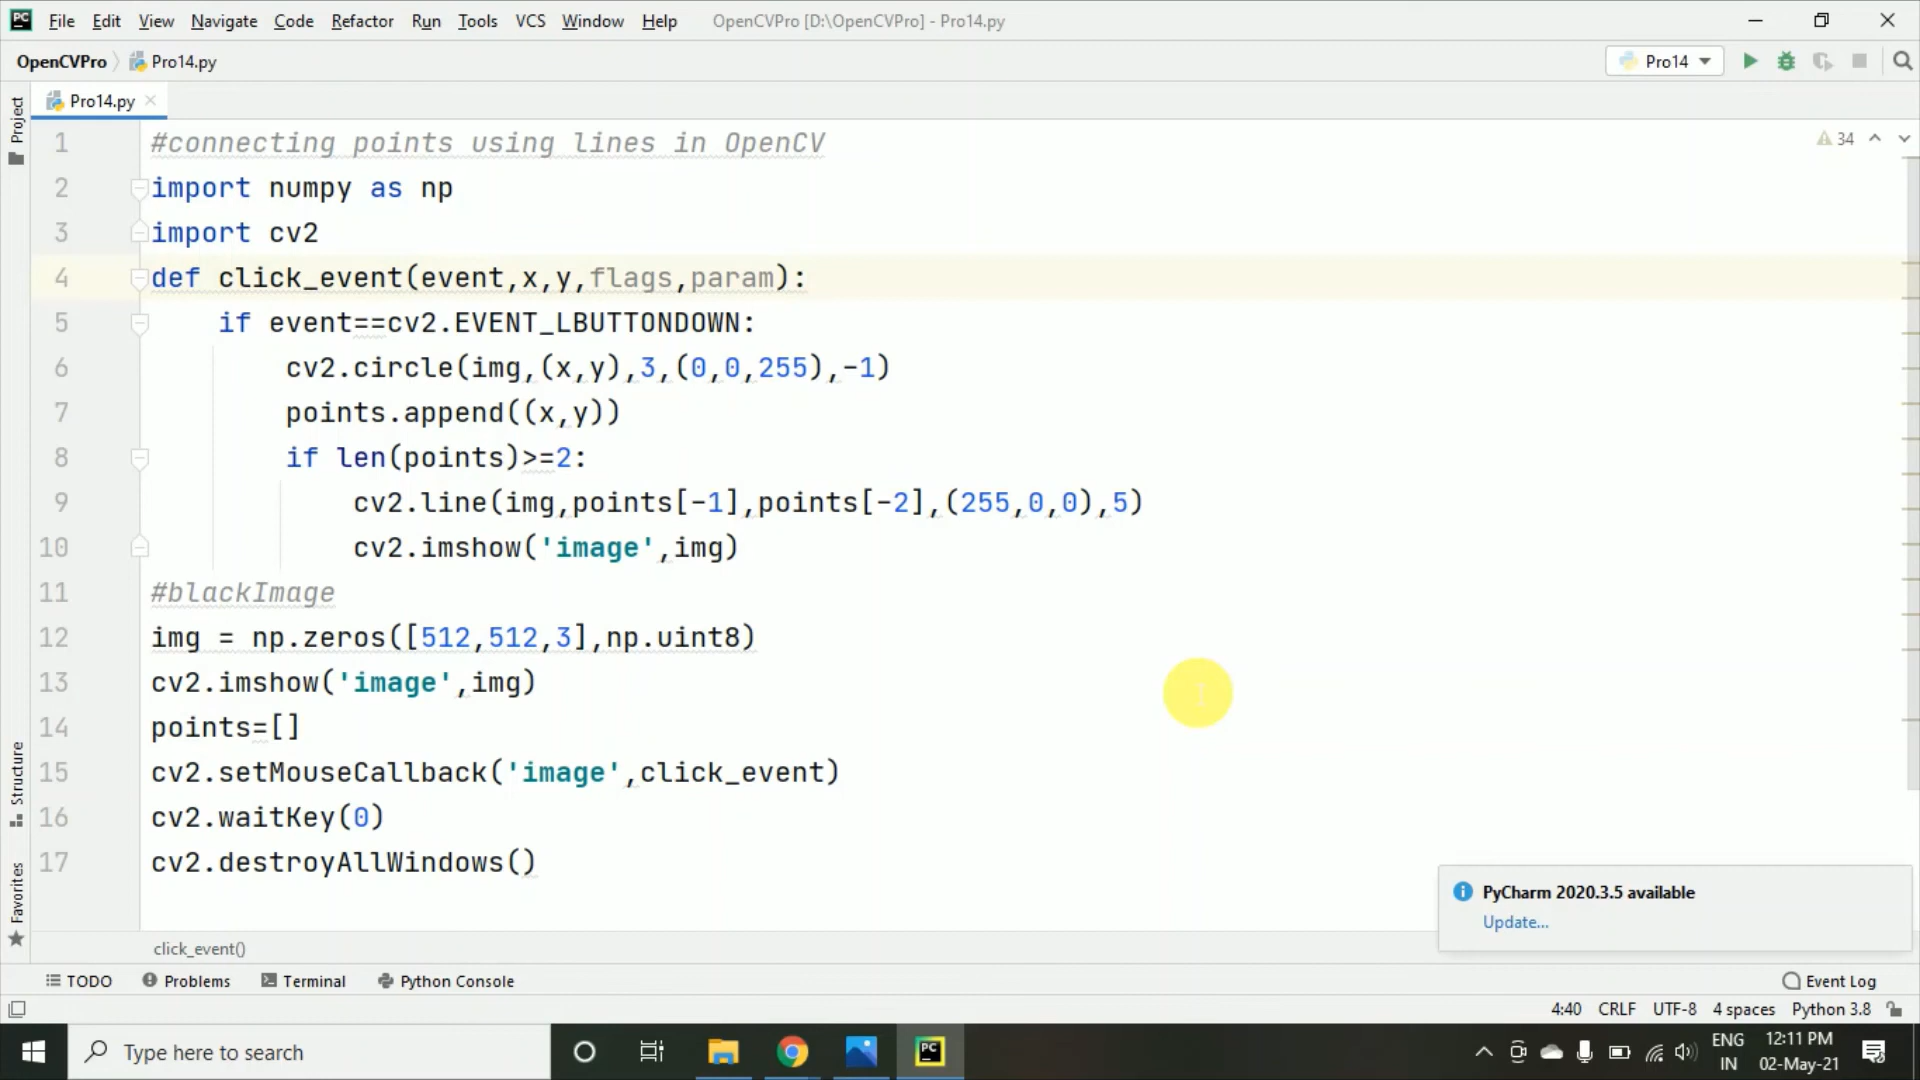 File Edit View Navigate Code Refactor Run Tools VCS Window Help OpenCVPro [D:\OpenCVPro] - Pro14.py
OpenCVPro Pro14.py Pro14
Project
Pro14.py
34
1 #connecting points using lines in OpenCV
2 import numpy as np
3 import cv2
4 def click_event(event,x,y,flags,param):
5 if event==cv2.EVENT_LBUTTONDOWN:
6 cv2.circle(img,(x,y),3,(0,0,255),-1)
7 points.append((x,y))
8 if len(points)>=2:
9 cv2.line(img,points[-1],points[-2],(255,0,0),5)
10 cv2.imshow('image',img)
11 #blackImage
12 img = np.zeros([512,512,3],np.uint8)
13 cv2.imshow('image',img)
14 points=[]
15 cv2.setMouseCallback('image',click_event)
16 cv2.waitKey(0)
17 cv2.destroyAllWindows()
Structure
Favorites
PyCharm 2020.3.5 available
Update...
click_event()
TODO Problems Terminal Python Console Event Log
4:40 CRLF UTF-8 4 spaces Python 3.8
Type here to search
PC
ENG
IN
12:11 PM
02-May-21